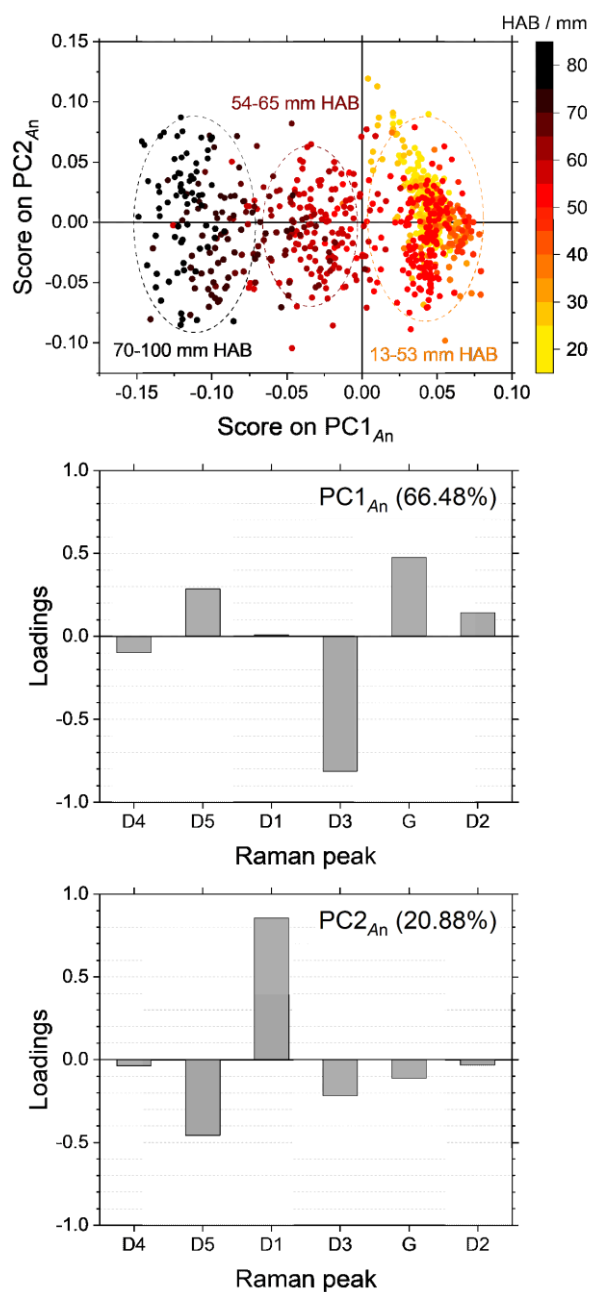 HAB / mm
0.15
0.10
0.05
0.00
-0.05
-0.10
Score on PC2An
54-65 mm HAB
70-100 mm HAB
13-53 mm HAB
80
70
60
50
40
30
20
-0.15 -0.10 -0.05 0.00 0.05 0.10
Score on PC1An
1.0
0.5
0.0
-0.5
-1.0
Loadings
PC1An (66.48%)
D4 D5 D1 D3 G D2
Raman peak
1.0
0.5
0.0
-0.5
-1.0
Loadings
PC2An (20.88%)
D4 D5 D1 D3 G D2
Raman peak